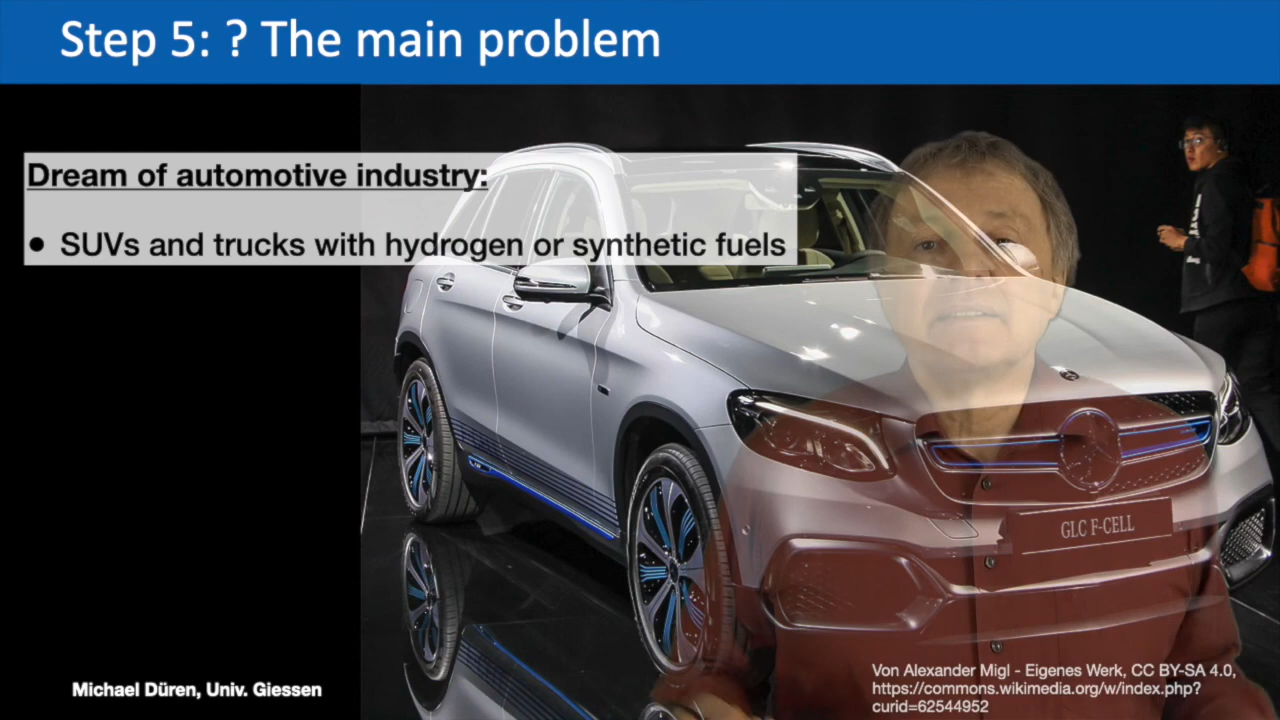 Step 5: ? The main problem
Dream of automotive industry:
• SUVs and trucks with hydrogen or synthetic fuels
GLC F-CELL
Michael Düren, Univ. Giessen
Von Alexander Migl - Eigenes Werk, CC BY-SA 4.0,
https://commons.wikimedia.org/w/index.php?
curid=62544952